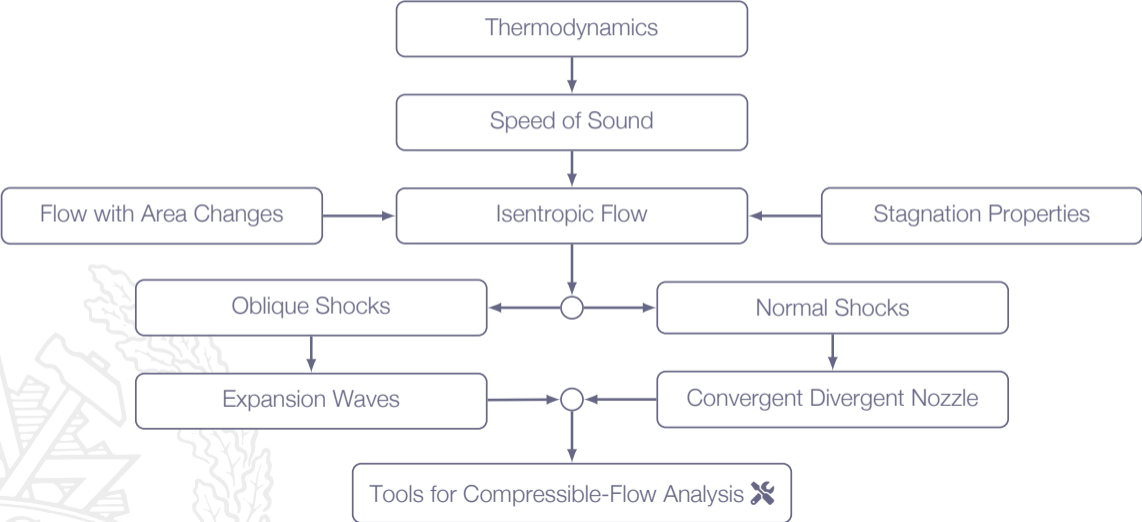 Thermodynamics
Speed of Sound
Flow with Area Changes
Isentropic Flow
Stagnation Properties
Oblique Shocks
Normal Shocks
Expansion Waves
Convergent Divergent Nozzle
Tools for Compressible-Flow Analysis